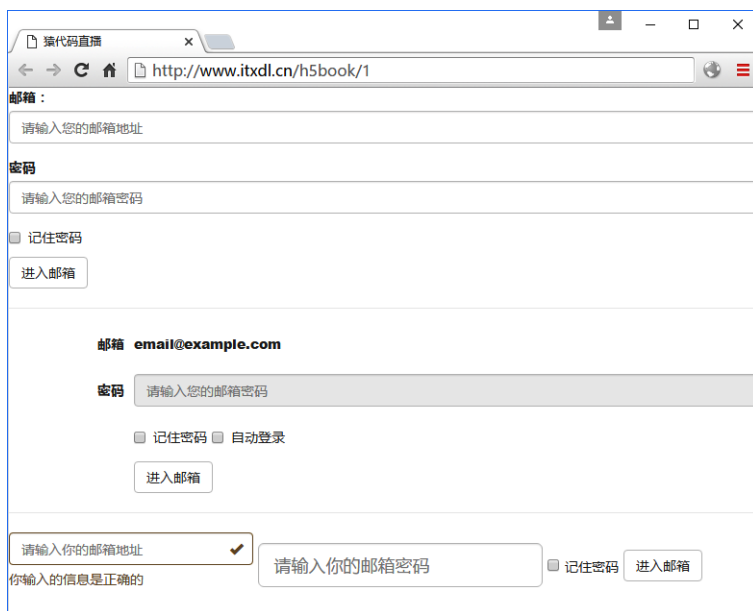 猿代码直播
http://www.itxdl.cn/h5book/1
邮箱：
请输入您的邮箱地址
密码
请输入您的邮箱密码
记住密码
进入邮箱
邮箱 email@example.com
密码 请输入您的邮箱密码
记住密码 自动登录
进入邮箱
请输入你的邮箱地址
你输入的信息是正确的
请输入你的邮箱密码 记住密码 进入邮箱